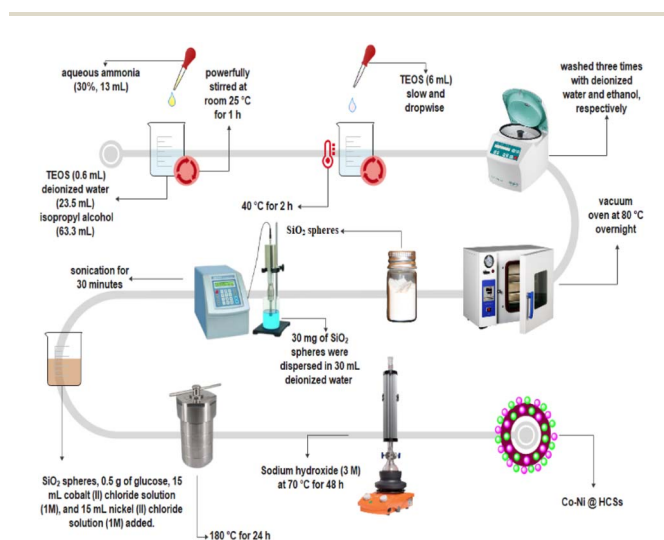 aqueous ammonia
(30%, 13 mL)
powerfully
stirred at
room 25 °C
for 1 h
TEOS (6 mL)
slow and
dropwise
washed three times
with deionized
water and ethanol,
respectively
TEOS (0.6 mL)
deionized water
(23.5 mL)
isopropyl alcohol
(63.3 mL)
40 °C for 2 h
vacuum
oven at 80 °C
overnight
SiO₂ spheres
sonication for
30 minutes
30 mg of SiO₂
spheres were
dispersed in 30 mL
deionized water
SiO₂ spheres, 0.5 g of glucose, 15
mL cobalt (II) chloride solution
(1M), and 15 mL nickel (II) chloride
solution (1M) added.
180 °C for 24 h
Sodium hydroxide (3 M)
at 70 °C for 48 h
Co-Ni @ HCSs